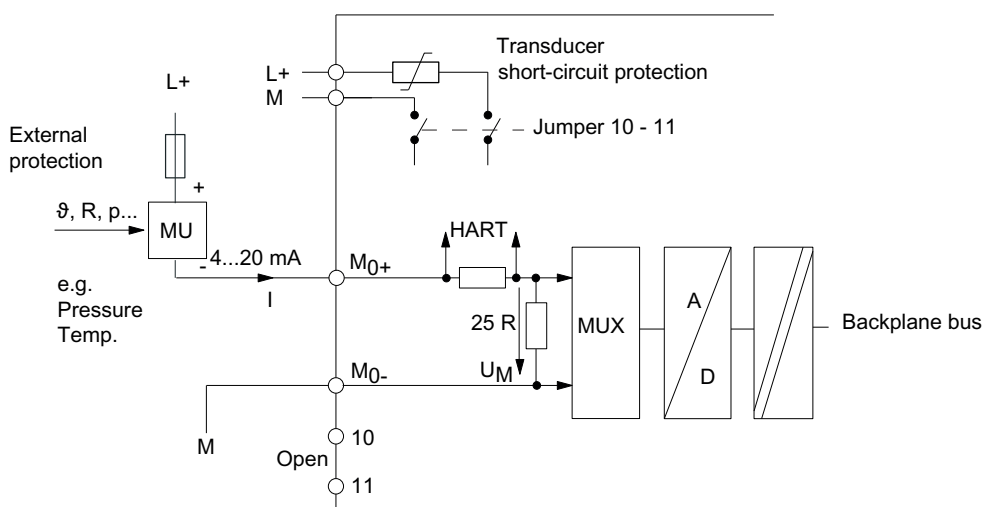 Transducer
short-circuit protection
L+
M
L+
Jumper 10 - 11
External
protection
+
ϑ, R, p...
MU
HART
-
4...20 mA
M0+
I
e.g.
Pressure
Temp.
25 R
MUX
A
D
Backplane bus
M0-
UM
M
10
Open
11